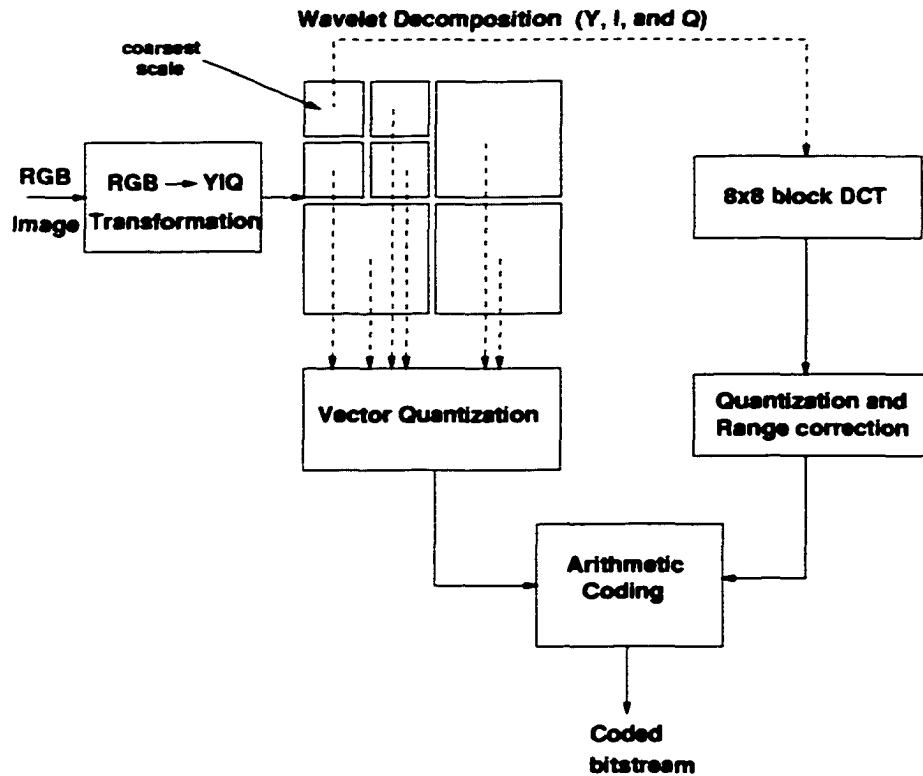 Wavelet Decomposition (Y, I, and Q)
coarsest
scale
RGB
Image
RGB → YIQ
Transformation
8x8 block DCT
Vector Quantization
Quantization and
Range correction
Arithmetic
Coding
Coded
bitstream